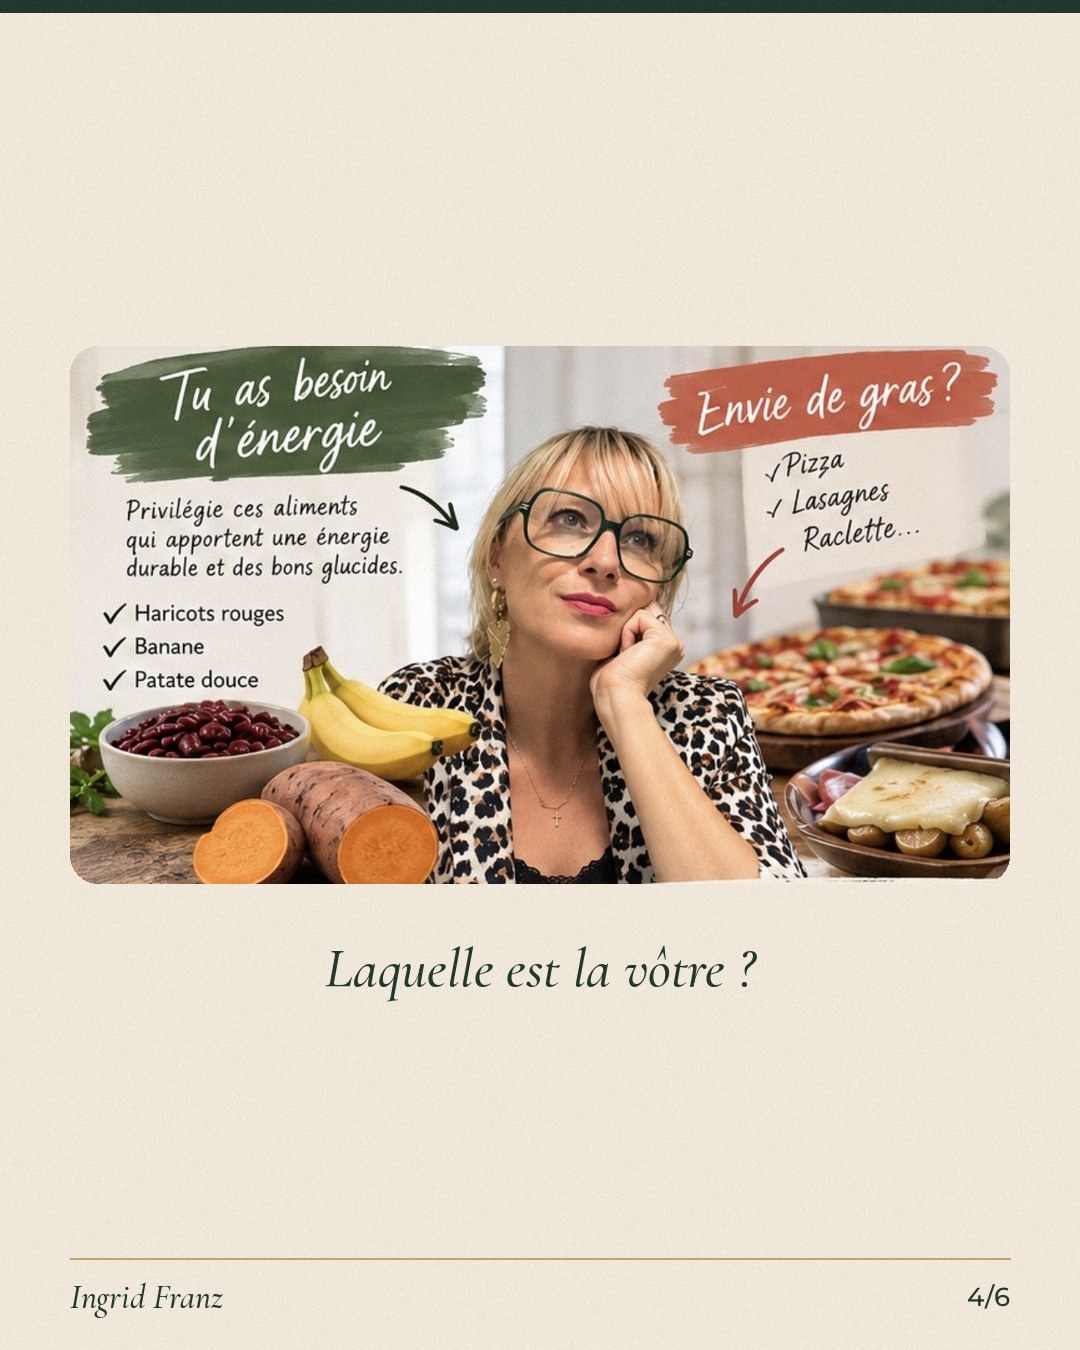 Tu as besoin
d'énergie
Privilégie ces aliments
qui apportent une énergie
durable et des bons glucides.
✓ Haricots rouges
✓ Banane
✓ Patate douce
Envie de gras ?
✓ Pizza
✓ Lasagnes
Raclette...
Laquelle est la vôtre ?
Ingrid Franz
4/6